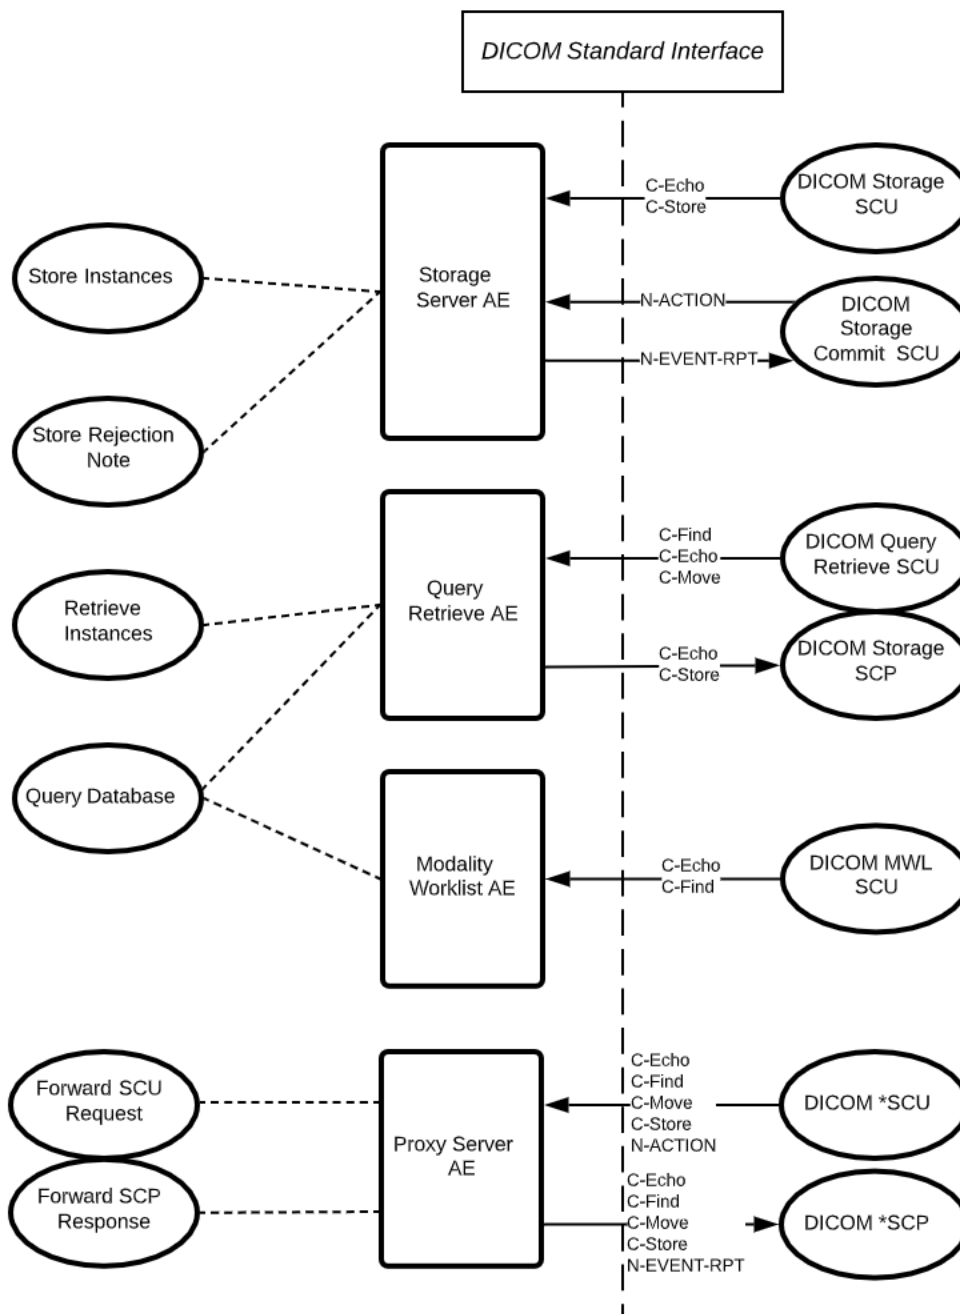 DICOM Standard Interface
C-Echo
C-Store
DICOM Storage
SCU
Store Instances
Storage
Server AE
N-ACTION
N-EVENT-RPT
DICOM
Storage
Commit SCU
Store Rejection
Note
C-Find
C-Echo
C-Move
DICOM Query
Retrieve SCU
Query
Retrieve AE
Retrieve
Instances
C-Echo
C-Store
DICOM Storage
SCP
Query Database
Modality
Worklist AE
C-Echo
C-Find
DICOM MWL
SCU
Forward SCU
Request
Proxy Server
AE
C-Echo
C-Find
C-Move
C-Store
N-ACTION
DICOM *SCU
Forward SCP
Response
C-Echo
C-Find
C-Move
C-Store
N-EVENT-RPT
DICOM *SCP